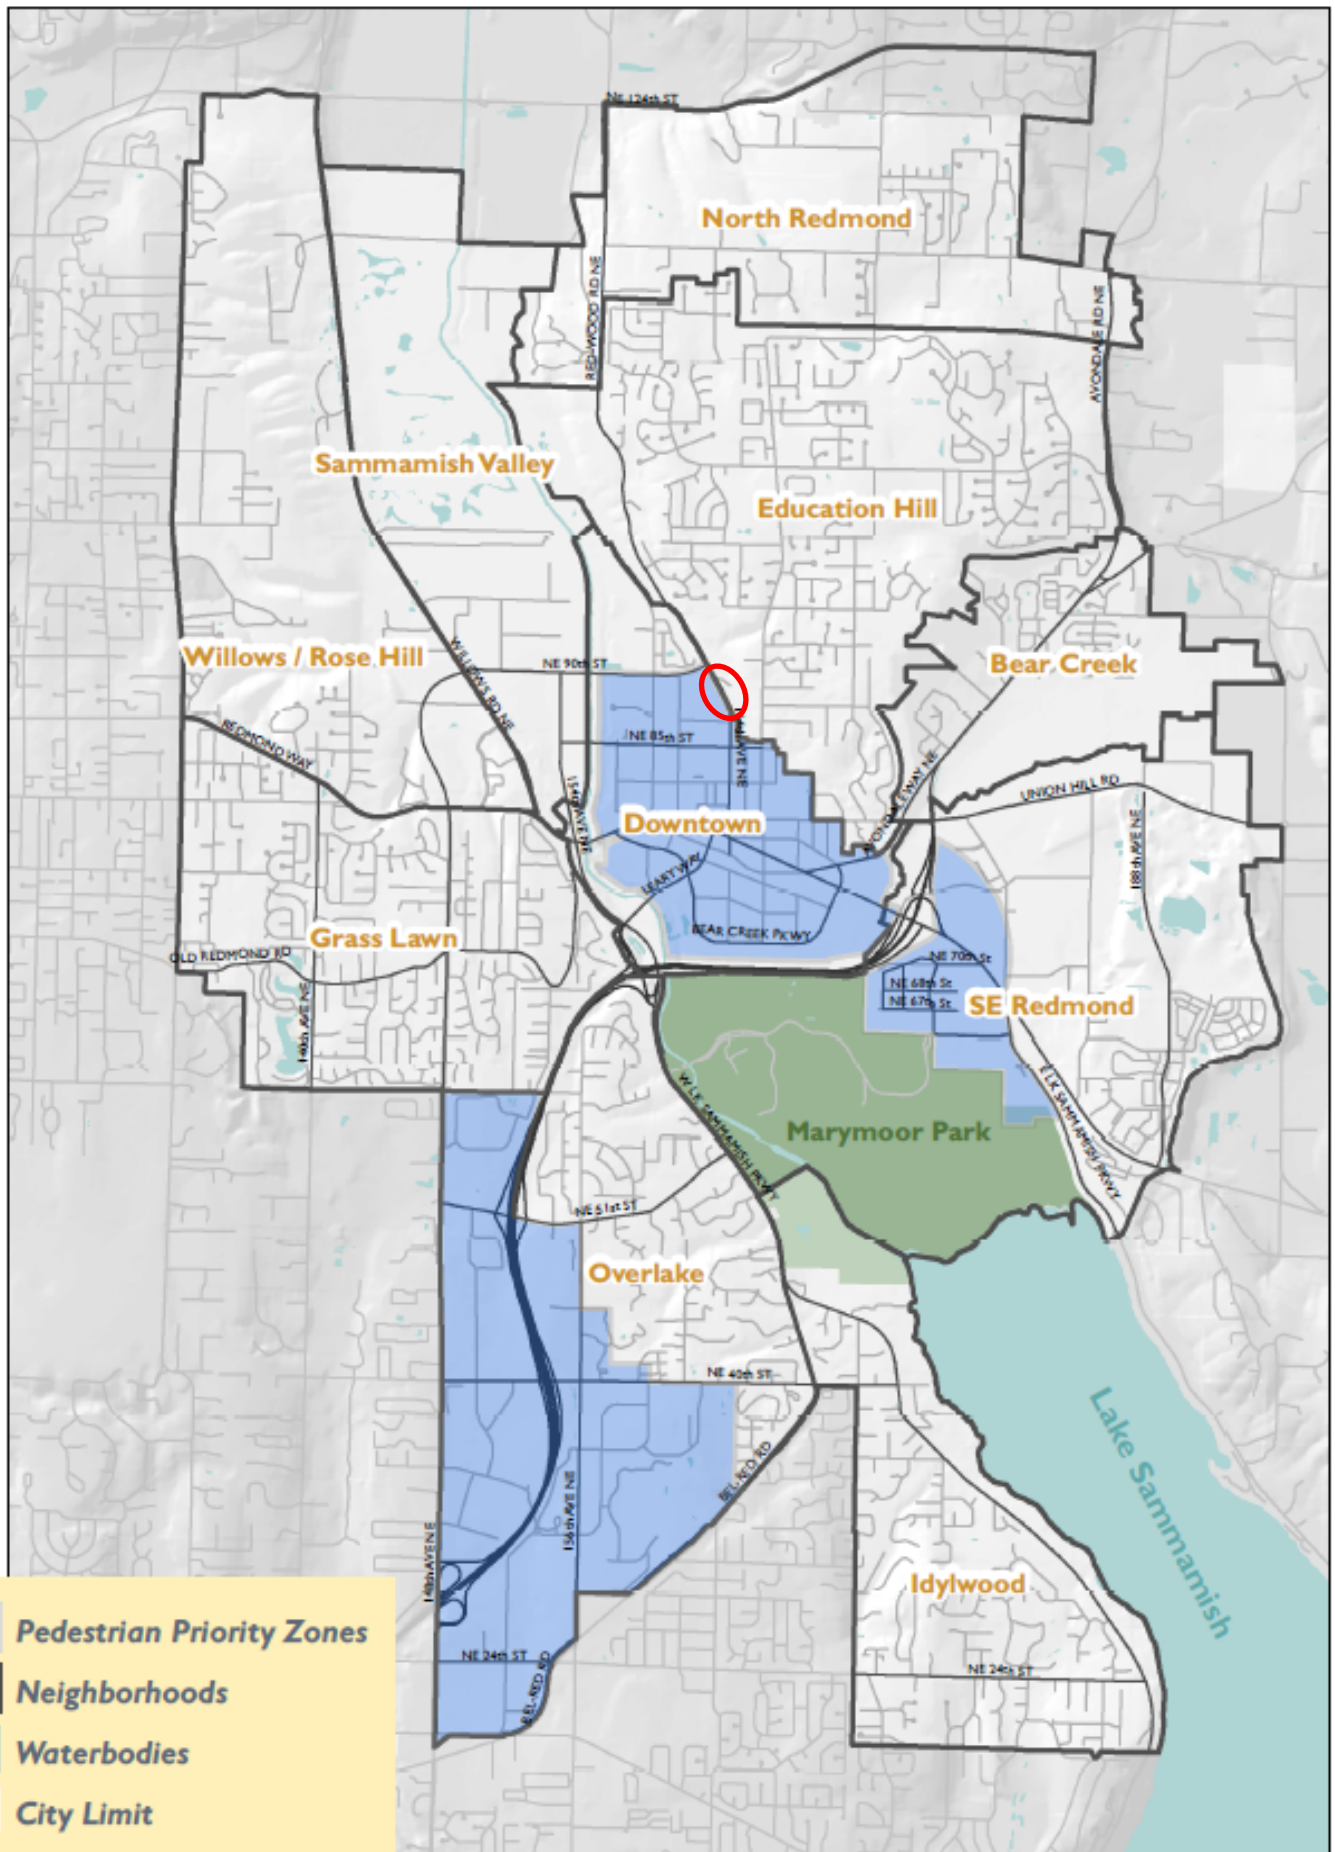 NE 124th ST
North Redmond
RED-WOOD RD NE
AVONDALE RD NE
Sammamish Valley
Education Hill
Willows / Rose Hill
WILLOWS RD NE
NE 90th ST
Bear Creek
REDMOND WAY
NE 85th ST
AVE NE
154th AVE NE
Downtown
AVONDALE WAY NE
UNION HILL RD
188th AVE NE
LEARY WAY
BEAR CREEK PKWY
Grass Lawn
OLD REDMOND RD
NE 70th St
NE 68th St
NE 67th St
SE Redmond
140th AVE NE
W LK SAMMAMISH PKWY
E LK SAMMAMISH PKWY
Marymoor Park
NE 51st ST
Overlake
NE 40th ST
BEL-RED RD
Lake Sammamish
156th AVE NE
148th AVE NE
Idylwood
NE 24th ST
BEL-RED RD
NE 24th ST
Pedestrian Priority Zones
Neighborhoods
Waterbodies
City Limit